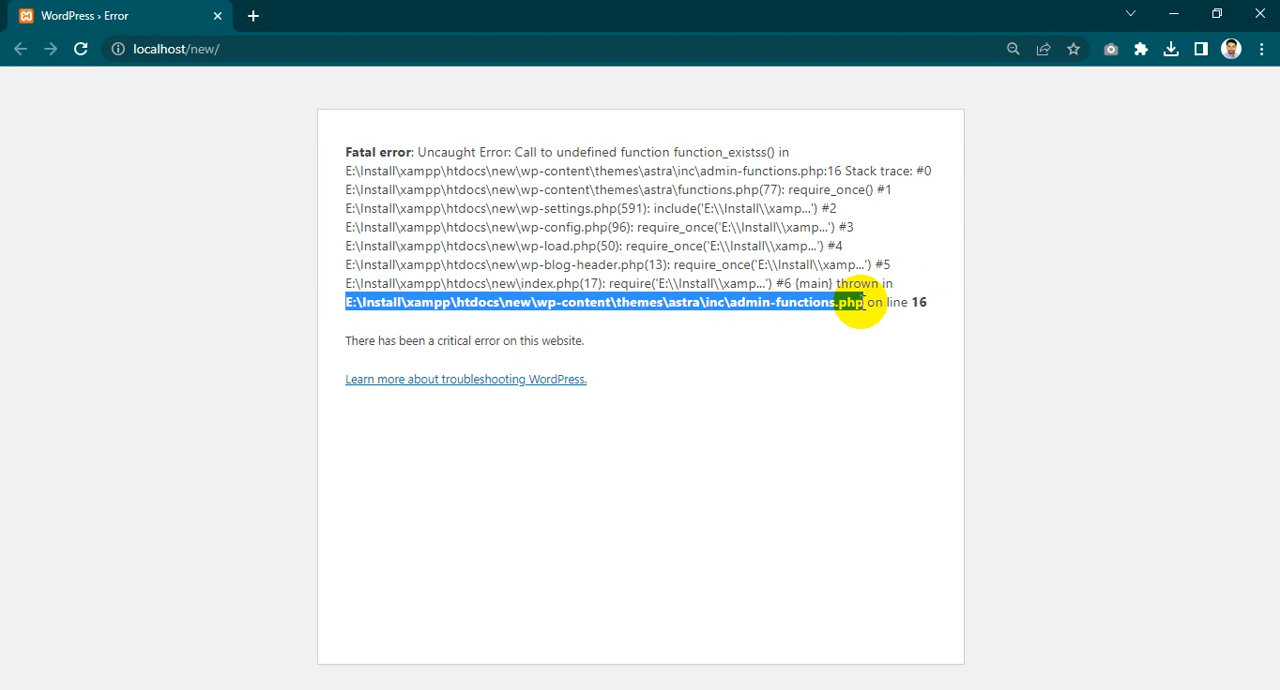 WordPress › Error
localhost/new/
Fatal error: Uncaught Error: Call to undefined function function_existss() in
E:\Install\xampp\htdocs\new\wp-content\themes\astra\inc\admin-functions.php:16 Stack trace: #0
E:\Install\xampp\htdocs\new\wp-content\themes\astra\functions.php(77): require_once() #1
E:\Install\xampp\htdocs\new\wp-settings.php(591): include('E:\\Install\\xamp...') #2
E:\Install\xampp\htdocs\new\wp-config.php(96): require_once('E:\\Install\\xamp...') #3
E:\Install\xampp\htdocs\new\wp-load.php(50): require_once('E:\\Install\\xamp...') #4
E:\Install\xampp\htdocs\new\wp-blog-header.php(13): require_once('E:\\Install\\xamp...') #5
E:\Install\xampp\htdocs\new\index.php(17): require('E:\\Install\\xamp...') #6 {main} thrown in
E:\Install\xampp\htdocs\new\wp-content\themes\astra\inc\admin-functions.php on line 16
There has been a critical error on this website.
Learn more about troubleshooting WordPress.